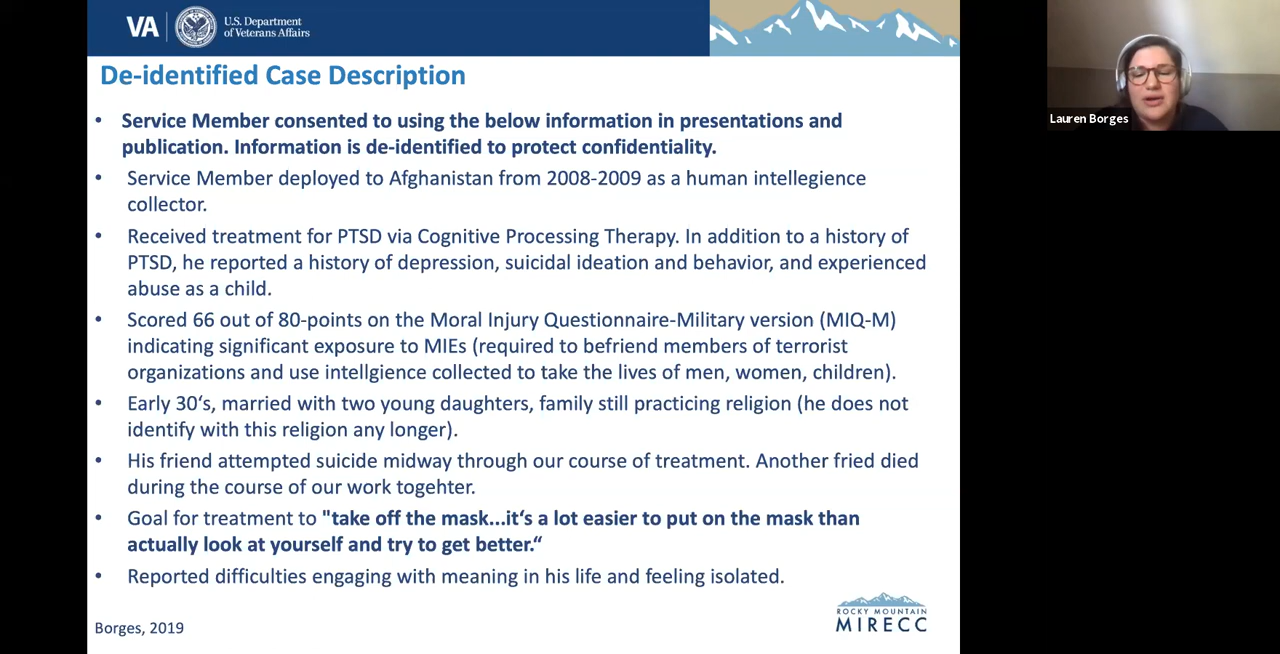 VA
U.S. Department
of Veterans Affairs
De-identified Case Description
• Service Member consented to using the below information in presentations and
publication. Information is de-identified to protect confidentiality.
• Service Member deployed to Afghanistan from 2008-2009 as a human intellegience
collector.
• Received treatment for PTSD via Cognitive Processing Therapy. In addition to a history of
PTSD, he reported a history of depression, suicidal ideation and behavior, and experienced
abuse as a child.
• Scored 66 out of 80-points on the Moral Injury Questionnaire-Military version (MIQ-M)
indicating significant exposure to MIEs (required to befriend members of terrorist
organizations and use intellgience collected to take the lives of men, women, children).
• Early 30‘s, married with two young daughters, family still practicing religion (he does not
identify with this religion any longer).
• His friend attempted suicide midway through our course of treatment. Another fried died
during the course of our work togehter.
• Goal for treatment to "take off the mask...it‘s a lot easier to put on the mask than
actually look at yourself and try to get better.“
• Reported difficulties engaging with meaning in his life and feeling isolated.
Borges, 2019
ROCKY MOUNTAIN
MIRECC
Lauren Borges